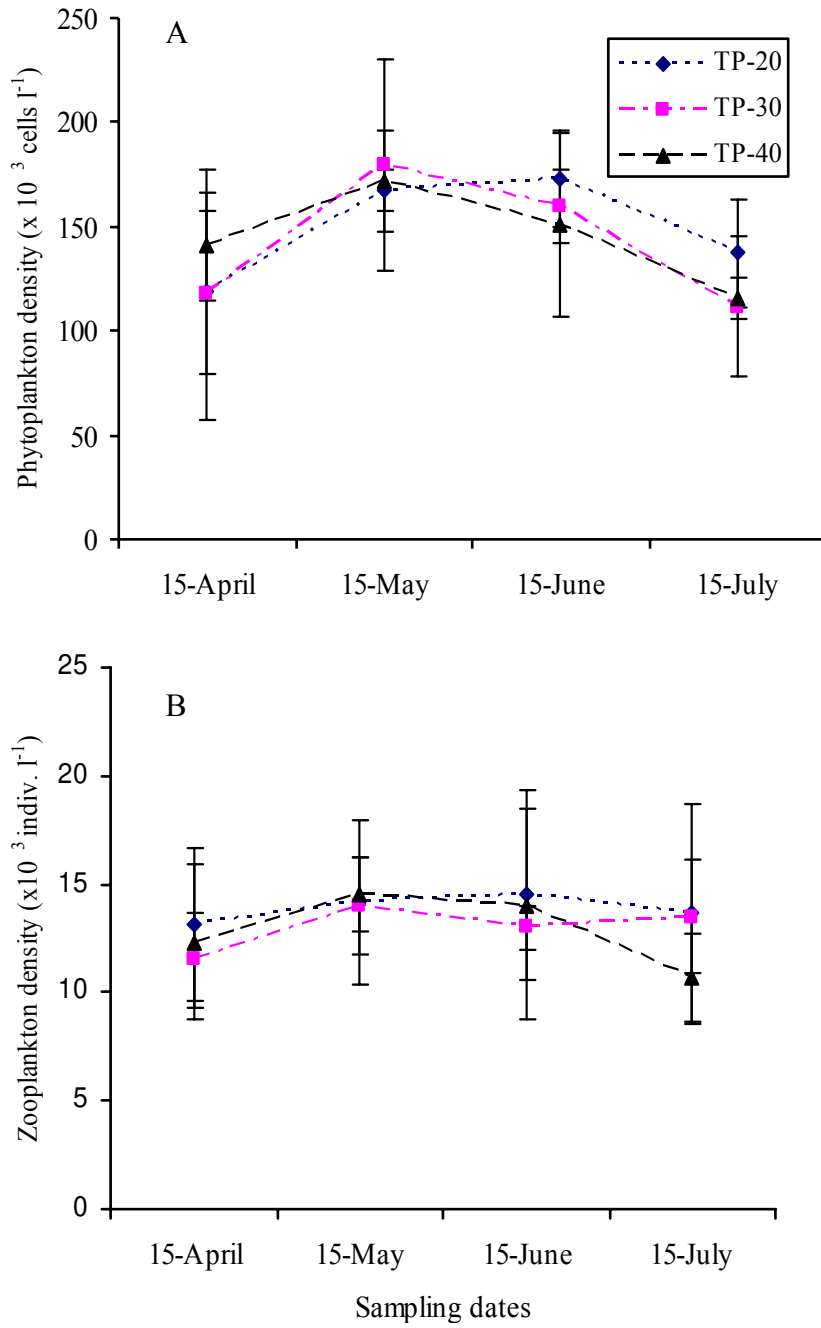 A
TP-20
TP-30
TP-40
Phytoplankton density (x 10 ³ cells l⁻¹)
250
200
150
100
50
0
15-April 15-May 15-June 15-July
B
Zooplankton density (x10 ³ indiv. l⁻¹)
25
20
15
10
5
0
15-April 15-May 15-June 15-July
Sampling dates